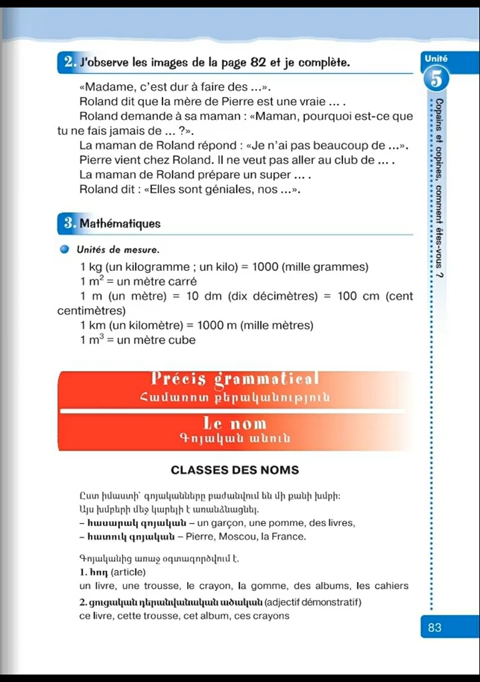 2. J'observe les images de la page 82 et je complète.
«Madame, c'est dur à faire des ...».
Roland dit que la mère de Pierre est une vraie ... .
Roland demande à sa maman : «Maman, pourquoi est-ce que
tu ne fais jamais de ... ?».
La maman de Roland répond : «Je n'ai pas beaucoup de ...».
Pierre vient chez Roland. Il ne veut pas aller au club de ... .
La maman de Roland prépare un super ... .
Roland dit : «Elles sont géniales, nos ...».
3. Mathématiques
Unités de mesure.
1 kg (un kilogramme ; un kilo) = 1000 (mille grammes)
1 m² = un mètre carré
1 m (un mètre) = 10 dm (dix décimètres) = 100 cm (cent
centimètres)
1 km (un kilomètre) = 1000 m (mille mètres)
1 m³ = un mètre cube
Précis grammatical
Համառոտ քերականություն
Le nom
Գոյական անուն
CLASSES DES NOMS
Ըստ իմաստի՝ գոյականները բաժանվում են մի քանի խմբի:
Այս խմբերի մեջ կարելի է առանձնացնել.
– հասարակ գոյական – un garçon, une pomme, des livres,
– հատուկ գոյական – Pierre, Moscou, la France.
Գոյականից առաջ օգտագործվում է.
1. հոդ (article)
un livre, une trousse, le crayon, la gomme, des albums, les cahiers
2. ցուցական դերանվանական ածական (adjectif démonstratif)
ce livre, cette trousse, cet album, ces crayons
Unité
5
Copains et copines, comment êtes-vous ?
83